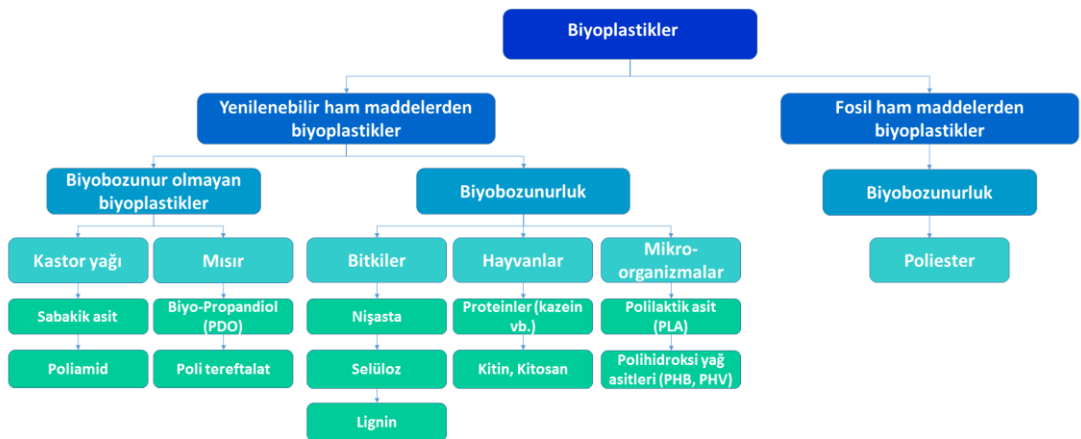 Biyoplastikler
Yenilenebilir ham maddelerden
biyoplastikler
Fosil ham maddelerden
biyoplastikler
Biyobozunur olmayan
biyoplastikler
Biyobozunurluk
Biyobozunurluk
Kastor yağı
Mısır
Bitkiler
Hayvanlar
Mikro-
organizmalar
Poliester
Sabakik asit
Biyo-Propandiol
(PDO)
Nişasta
Proteinler (kazein
vb.)
Polilaktik asit
(PLA)
Poliamid
Poli tereftalat
Selüloz
Kitin, Kitosan
Polihidroksi yağ
asitleri (PHB, PHV)
Lignin